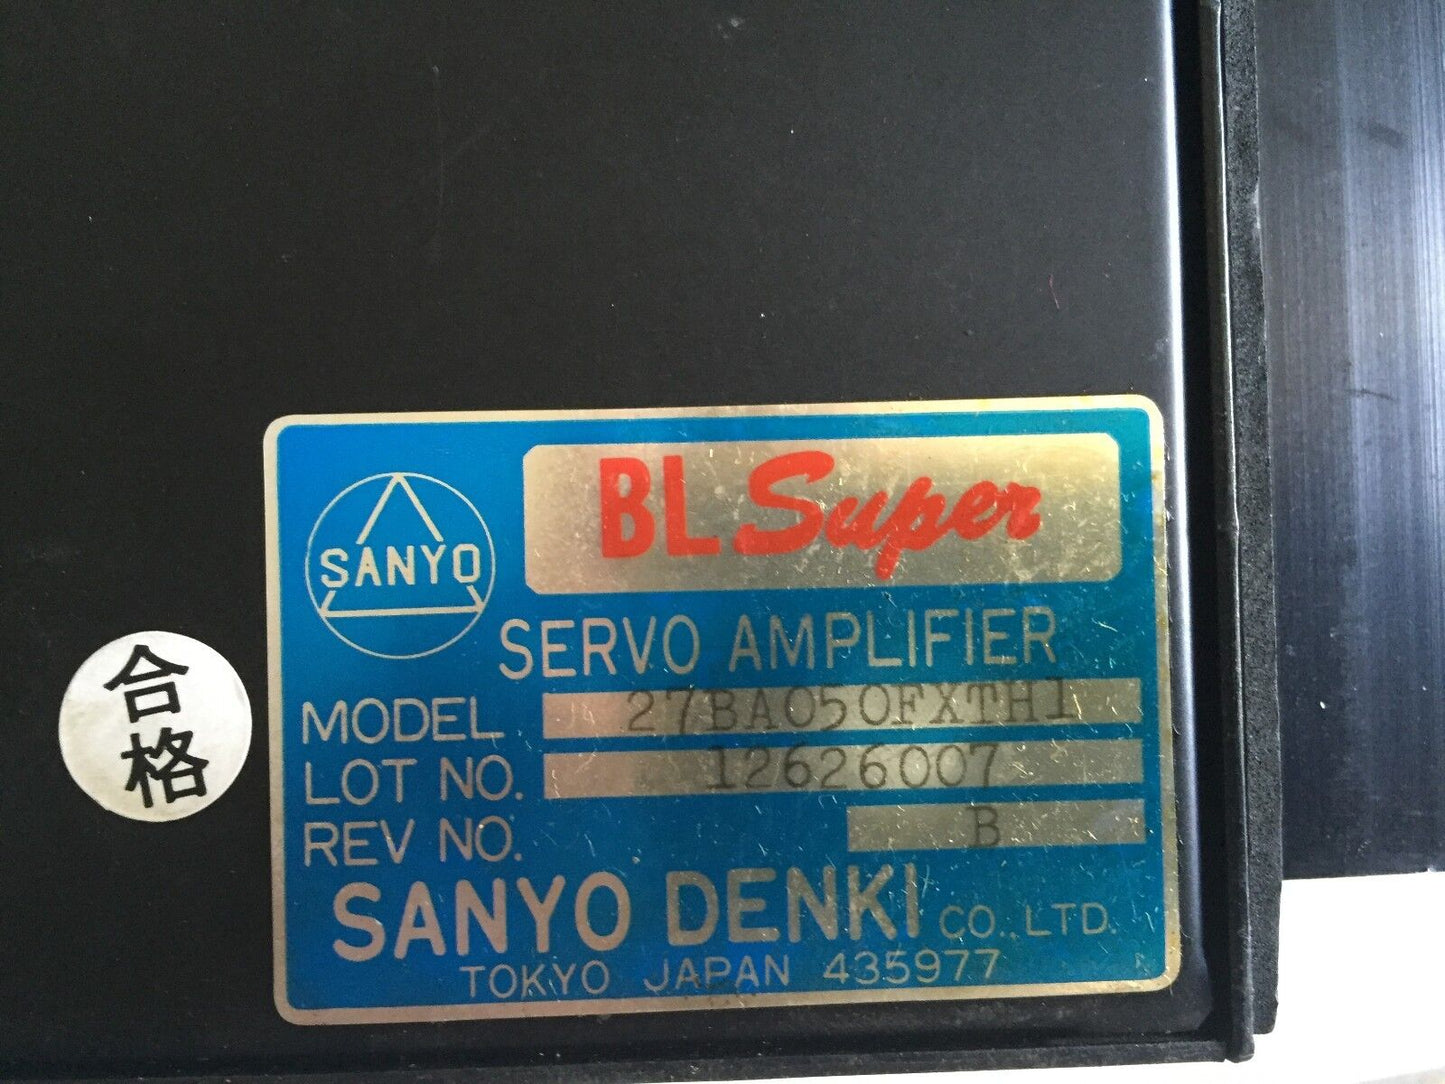 BL Super
SANYO
SERVO AMPLIFIER
MODEL 27BA050FXTH1
LOT NO. 12626007
REV NO. B
SANYO DENKI CO., LTD.
TOKYO JAPAN 435977
合
格